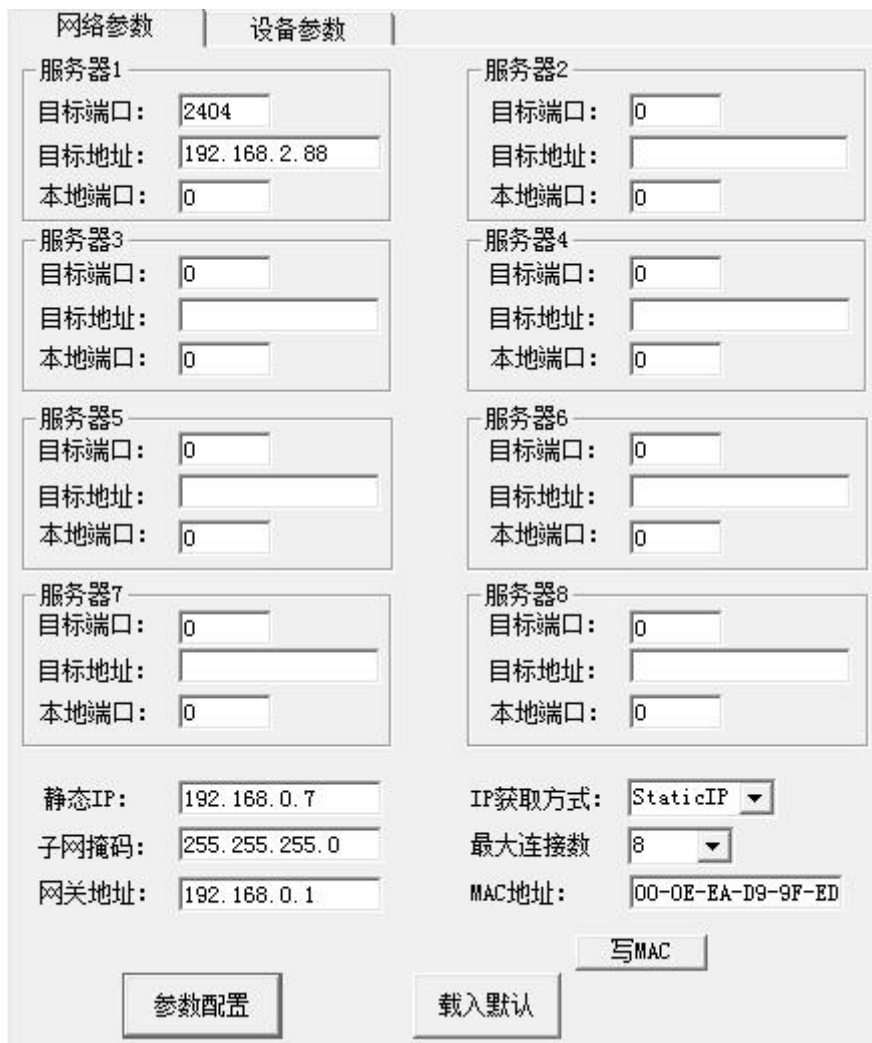 网络参数 设备参数
服务器1 服务器2
目标端口: 2404 目标端口: 0
目标地址: 192.168.2.88 目标地址:
本地端口: 0 本地端口: 0
服务器3 服务器4
目标端口: 0 目标端口: 0
目标地址: 目标地址:
本地端口: 0 本地端口: 0
服务器5 服务器6
目标端口: 0 目标端口: 0
目标地址: 目标地址:
本地端口: 0 本地端口: 0
服务器7 服务器8
目标端口: 0 目标端口: 0
目标地址: 目标地址:
本地端口: 0 本地端口: 0
静态IP: 192.168.0.7 IP获取方式: StaticIP
子网掩码: 255.255.255.0 最大连接数 8
网关地址: 192.168.0.1 MAC地址: 00-0E-EA-D9-9F-ED
写MAC
参数配置 载入默认